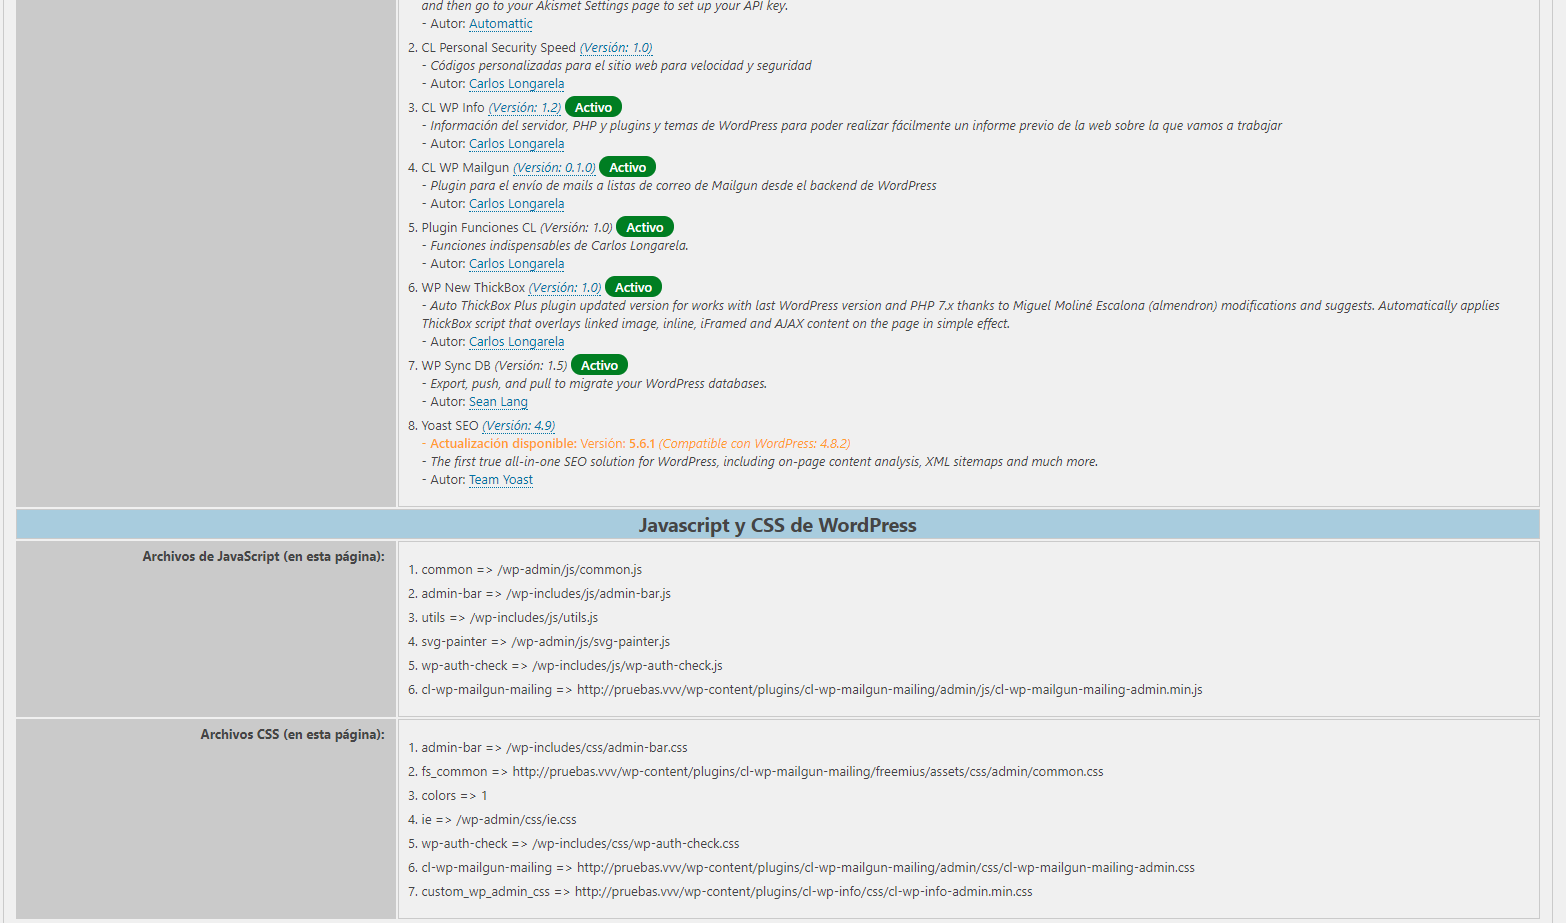 and then go to your Akismet Settings page to set up your API key.
- Autor: Automattic
2. CL Personal Security Speed (Versión: 1.0)
- Códigos personalizadas para el sitio web para velocidad y seguridad
- Autor: Carlos Longarela
3. CL WP Info (Versión: 1.2) Activo
- Información del servidor, PHP y plugins y temas de WordPress para poder realizar fácilmente un informe previo de la web sobre la que vamos a trabajar
- Autor: Carlos Longarela
4. CL WP Mailgun (Versión: 0.1.0) Activo
- Plugin para el envío de mails a listas de correo de Mailgun desde el backend de WordPress
- Autor: Carlos Longarela
5. Plugin Funciones CL (Versión: 1.0) Activo
- Funciones indispensables de Carlos Longarela.
- Autor: Carlos Longarela
6. WP New ThickBox (Versión: 1.0) Activo
- Auto ThickBox Plus plugin updated version for works with last WordPress version and PHP 7.x thanks to Miguel Moliné Escalona (almendron) modifications and suggests. Automatically applies
ThickBox script that overlays linked image, inline, iFramed and AJAX content on the page in simple effect.
- Autor: Carlos Longarela
7. WP Sync DB (Versión: 1.5) Activo
- Export, push, and pull to migrate your WordPress databases.
- Autor: Sean Lang
8. Yoast SEO (Versión: 4.9)
- Actualización disponible: Versión: 5.6.1 (Compatible con WordPress: 4.8.2)
- The first true all-in-one SEO solution for WordPress, including on-page content analysis, XML sitemaps and much more.
- Autor: Team Yoast
Javascript y CSS de WordPress
Archivos de JavaScript (en esta página):
1. common => /wp-admin/js/common.js
2. admin-bar => /wp-includes/js/admin-bar.js
3. utils => /wp-includes/js/utils.js
4. svg-painter => /wp-admin/js/svg-painter.js
5. wp-auth-check => /wp-includes/js/wp-auth-check.js
6. cl-wp-mailgun-mailing => http://pruebas.vvv/wp-content/plugins/cl-wp-mailgun-mailing/admin/js/cl-wp-mailgun-mailing-admin.min.js
Archivos CSS (en esta página):
1. admin-bar => /wp-includes/css/admin-bar.css
2. fs_common => http://pruebas.vvv/wp-content/plugins/cl-wp-mailgun-mailing/freemius/assets/css/admin/common.css
3. colors => 1
4. ie => /wp-admin/css/ie.css
5. wp-auth-check => /wp-includes/css/wp-auth-check.css
6. cl-wp-mailgun-mailing => http://pruebas.vvv/wp-content/plugins/cl-wp-mailgun-mailing/admin/css/cl-wp-mailgun-mailing-admin.css
7. custom_wp_admin_css => http://pruebas.vvv/wp-content/plugins/cl-wp-info/css/cl-wp-info-admin.min.css